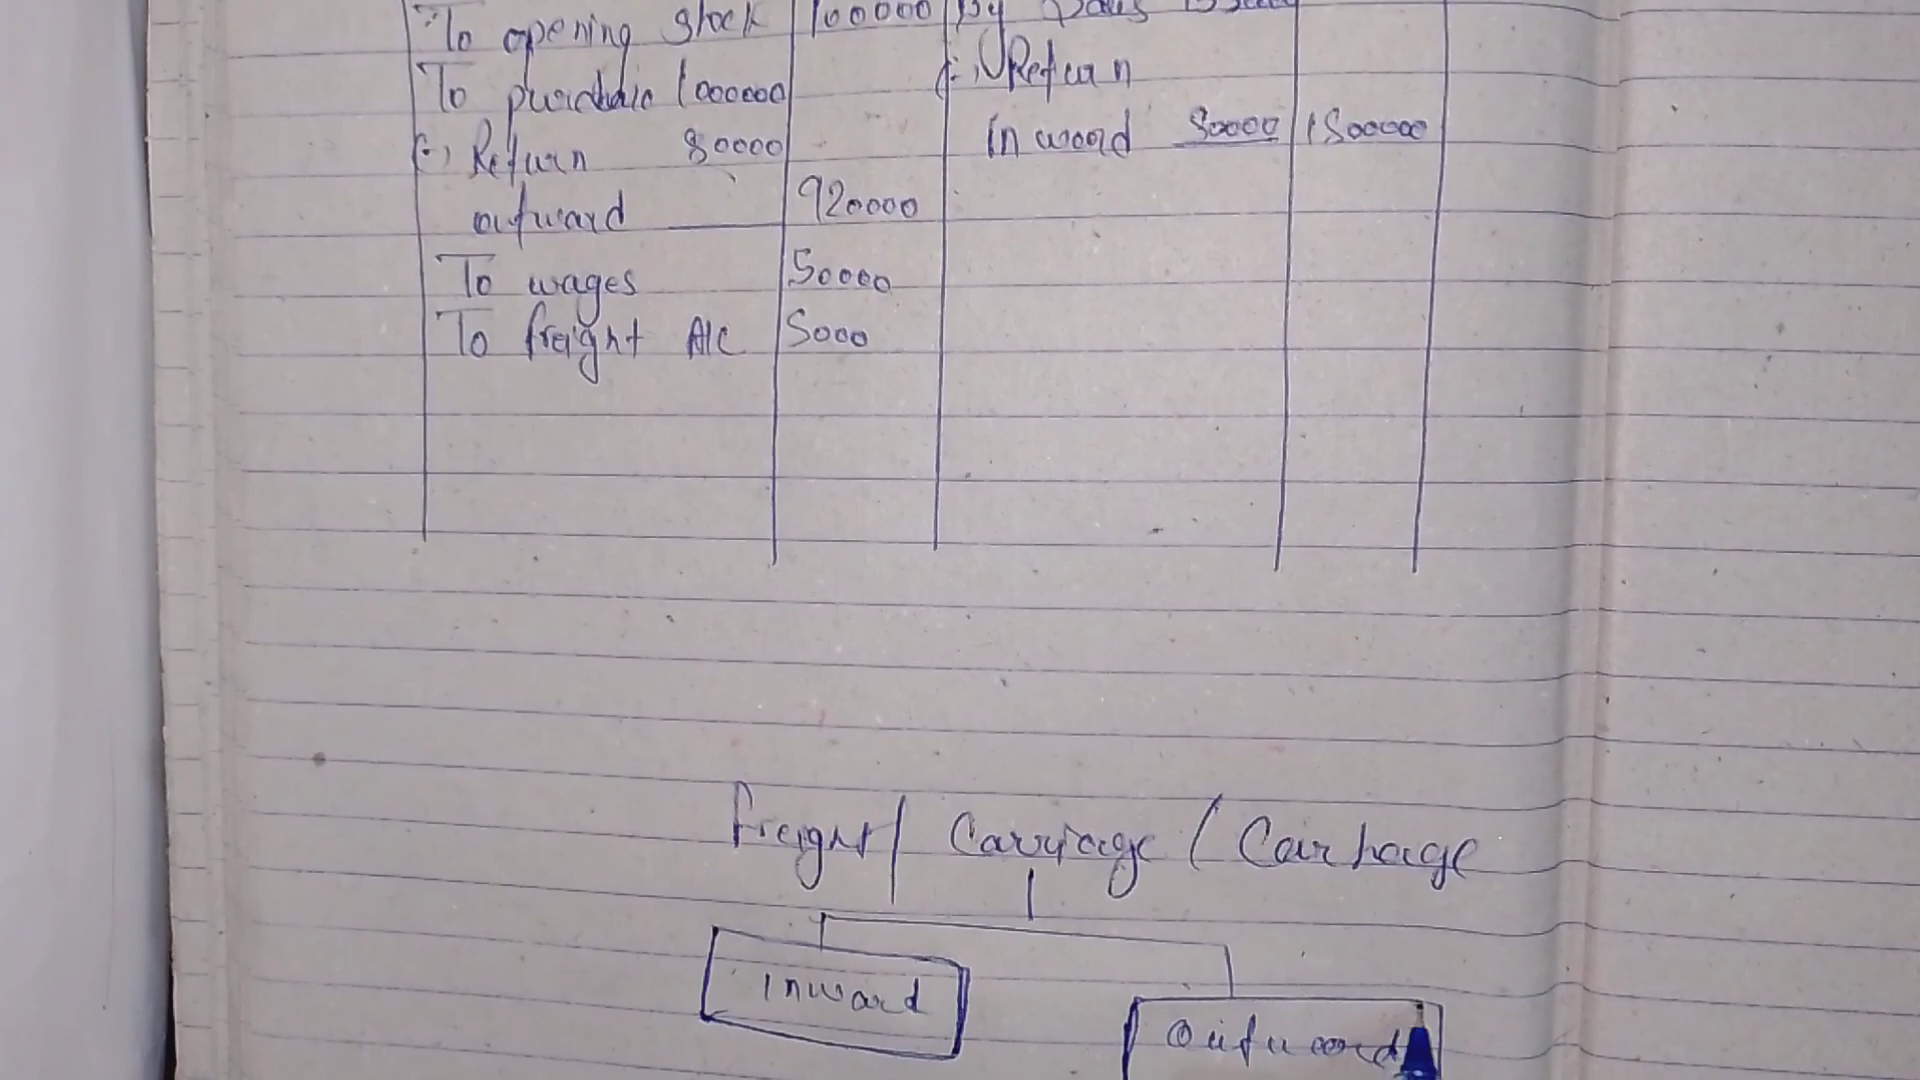 To opening stock 100000 By
To purchase 1000000 (-) Return
(-) Return 80000 inward 50000 1500000
outward 920000
To wages 50000
To freight A/C 5000
freight / Carriage /
Inward
Outward